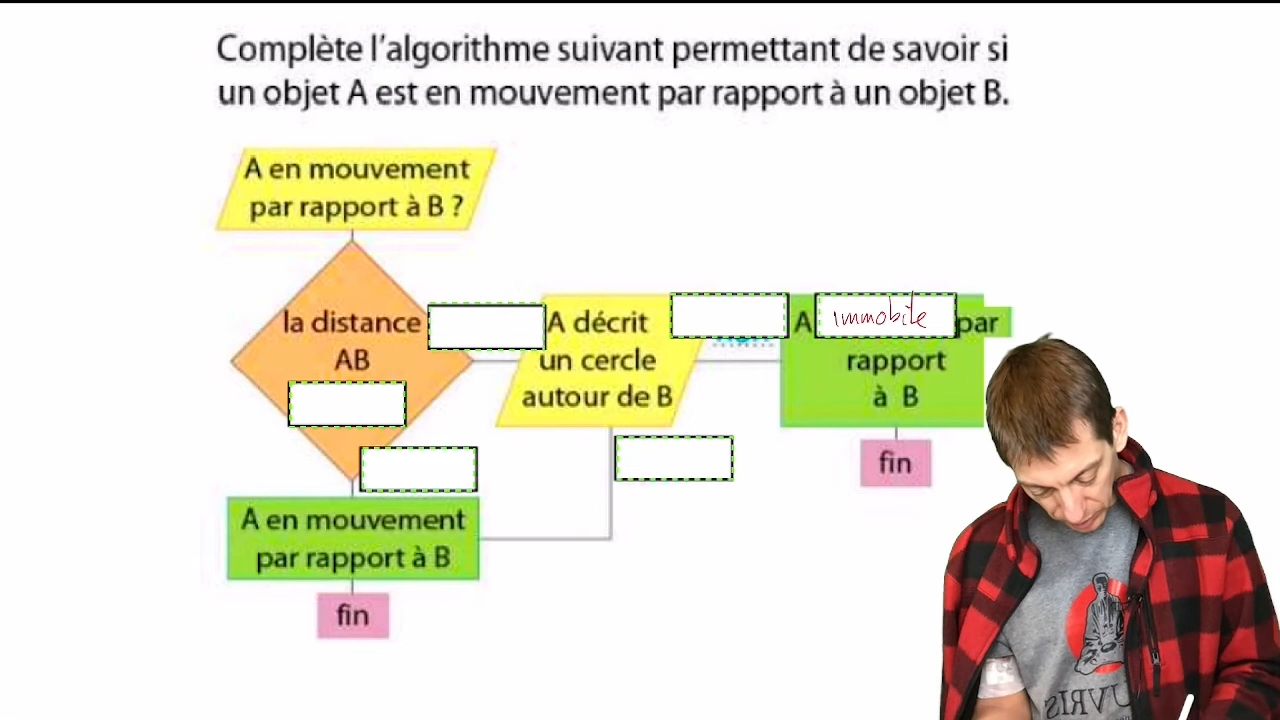 Complète l'algorithme suivant permettant de savoir si
un objet A est en mouvement par rapport à un objet B.
A en mouvement
par rapport à B ?
la distance
AB
A décrit
un cercle
autour de B
A immobile par
rapport
à B
fin
A en mouvement
par rapport à B
fin